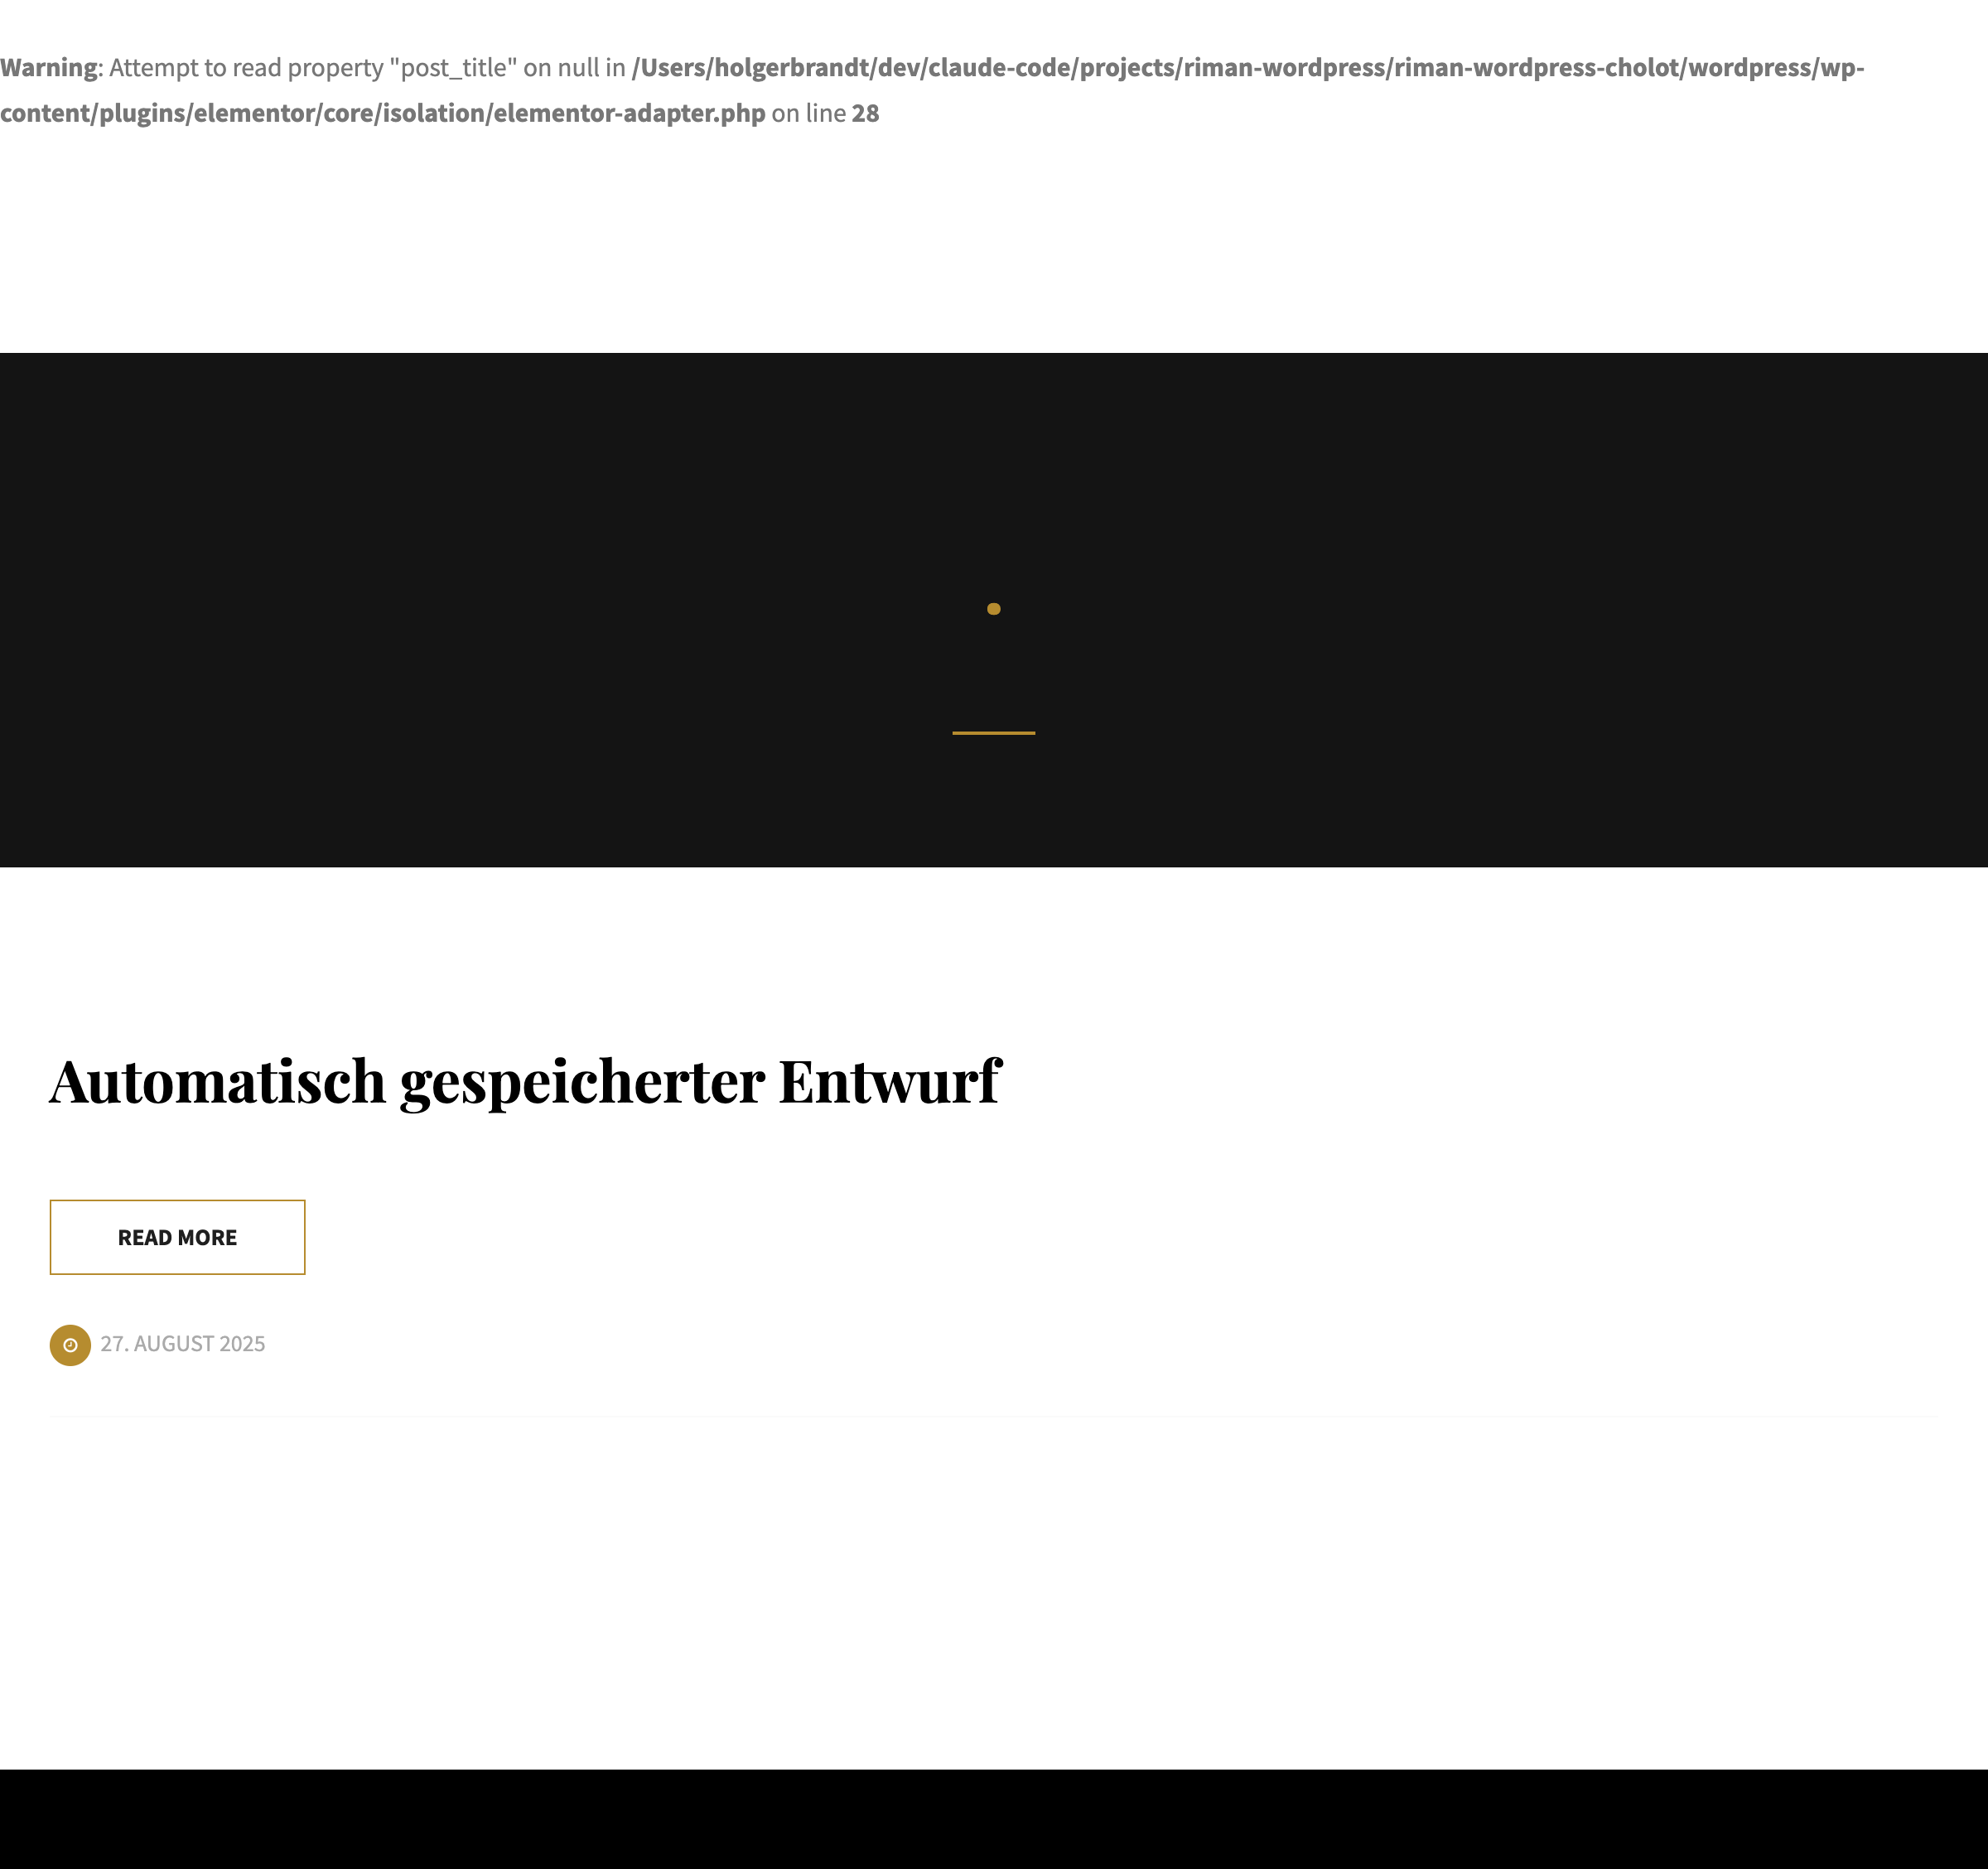 Warning: Attempt to read property "post_title" on null in /Users/holgerbrandt/dev/claude-code/projects/riman-wordpress/riman-wordpress-cholot/wordpress/wp-
content/plugins/elementor/core/isolation/elementor-adapter.php on line 28
Automatisch gespeicherter Entwurf
READ MORE
27. AUGUST 2025